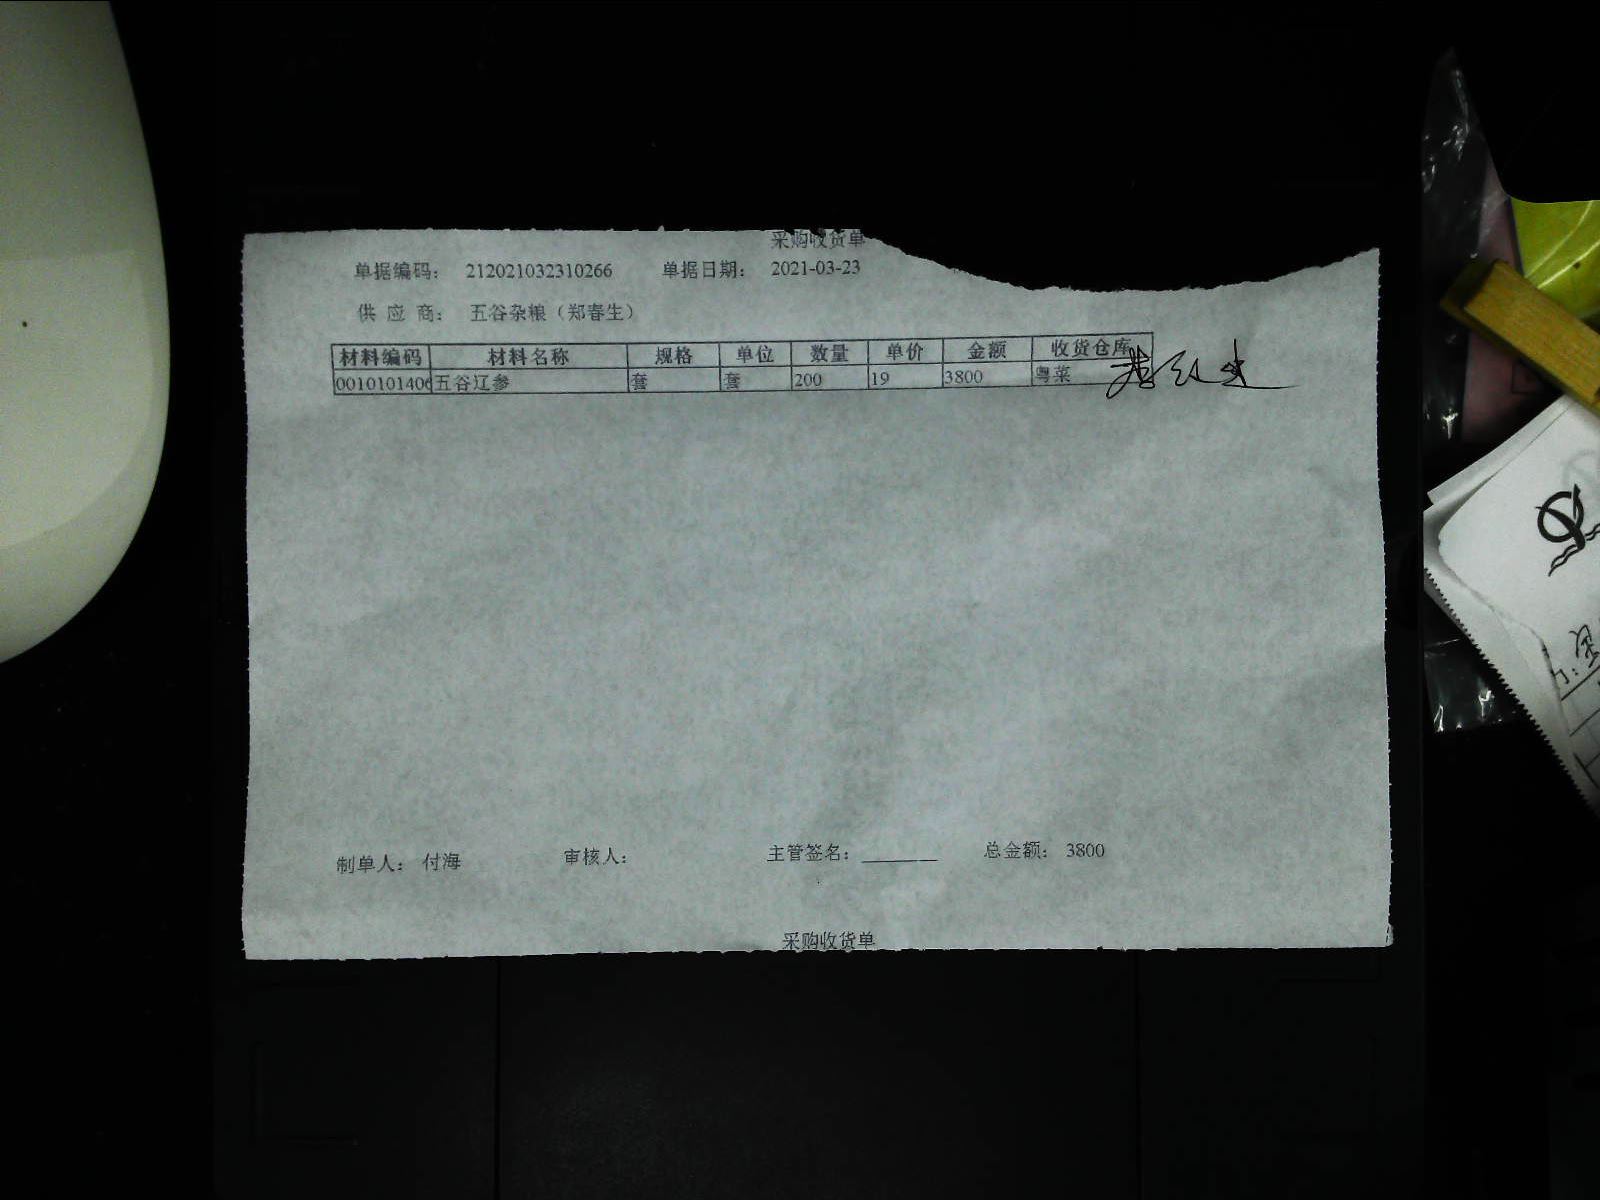 采购收货单
单据编码： 212021032310266 单据日期： 2021-03-23
供 应 商： 五谷杂粮（郑春生）
材料编码 材料名称 规格 单位 数量 单价 金额 收货仓库
0010101406 五谷辽参 套 套 200 19 3800 粤菜
制单人： 付海 审核人： 主管签名： 总金额： 3800
采购收货单